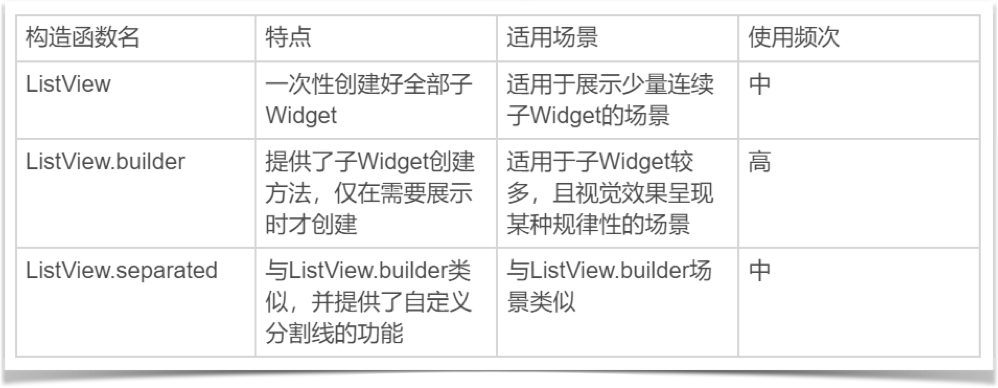 构造函数名
特点
适用场景
使用频次
ListView
一次性创建好全部子
Widget
适用于展示少量连续
子Widget的场景
中
ListView.builder
提供了子Widget创建
方法，仅在需要展示
时才创建
适用于子Widget较
多，且视觉效果呈现
某种规律性的场景
高
ListView.separated
与ListView.builder类
似，并提供了自定义
分割线的功能
与ListView.builder场
景类似
中